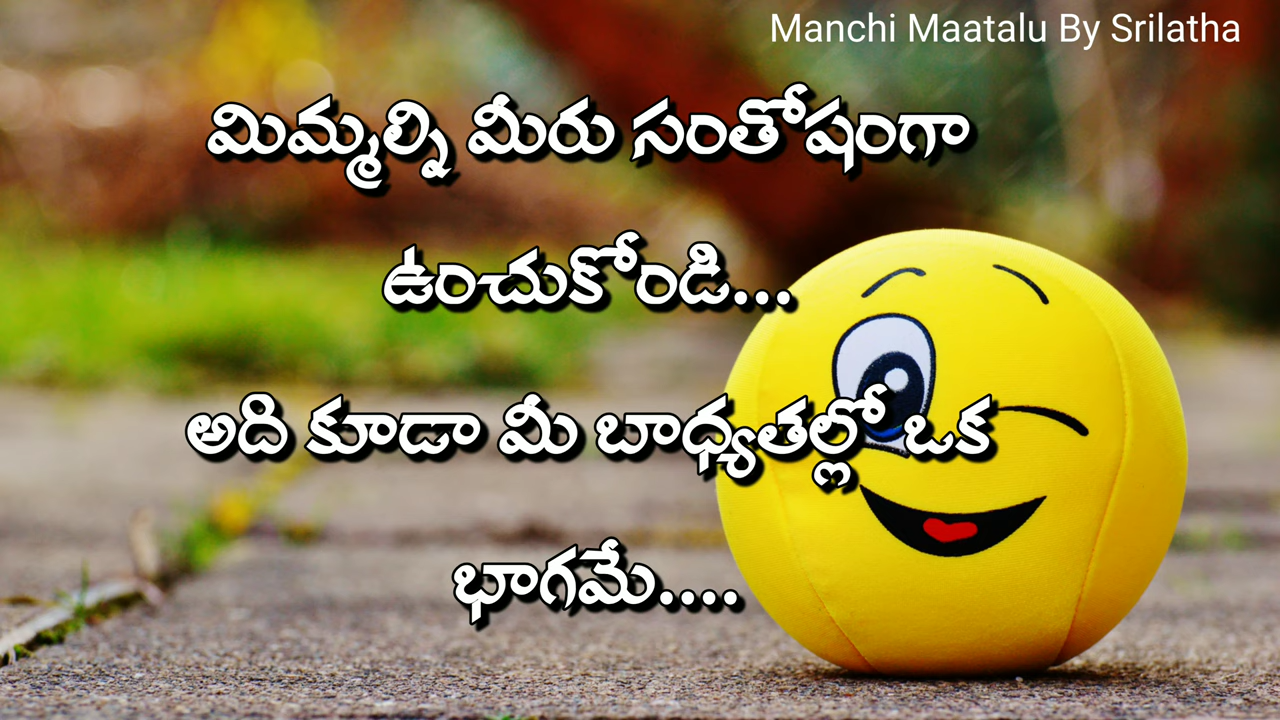 Manchi Maatalu By Srilatha
మిమ్మల్ని మీరు సంతోషంగా
ఉంచుకోండి...
అది కూడా మీ బాధ్యతల్లో ఒక
భాగమే....